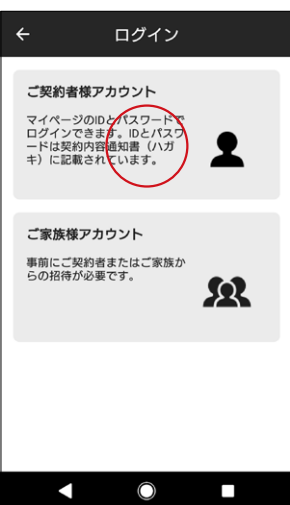 ログイン
ご契約者様アカウント
マイページのIDとパスワードで
ログインできます。IDとパスワ
ードは契約内容通知書（ハガ
キ）に記載されています。
ご家族様アカウント
事前にご契約者またはご家族か
らの招待が必要です。